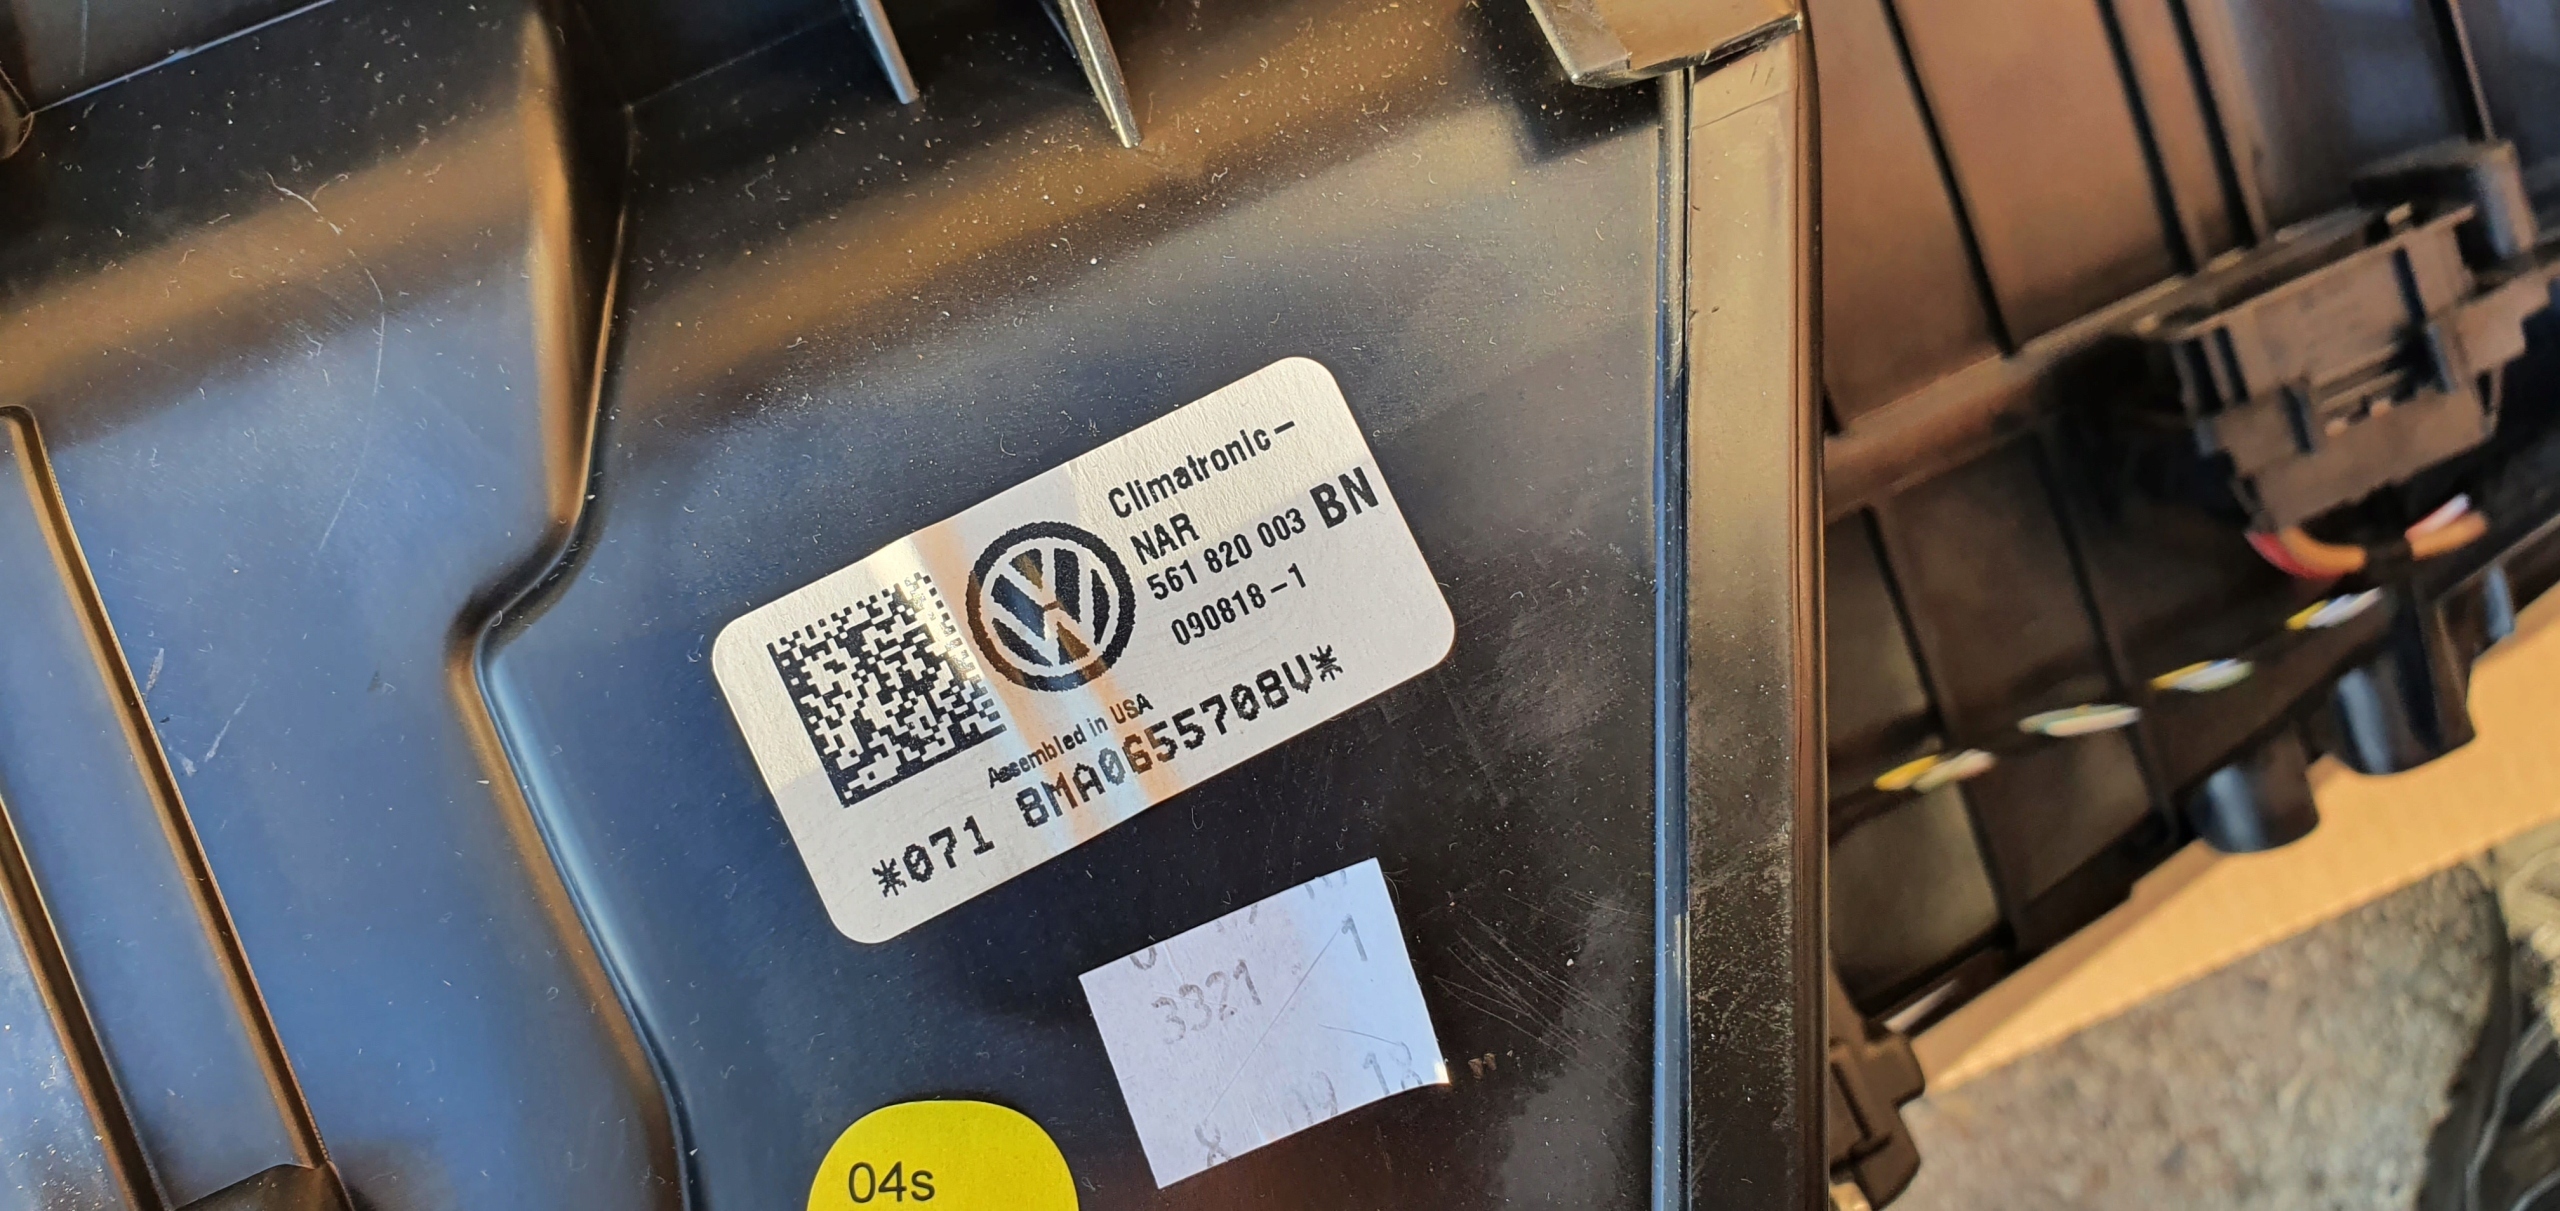 Climatronic-
NAR
561 820 003 BN
090818-1
Assembled in USA
*071 8MA0655708V*
1
3321
04s